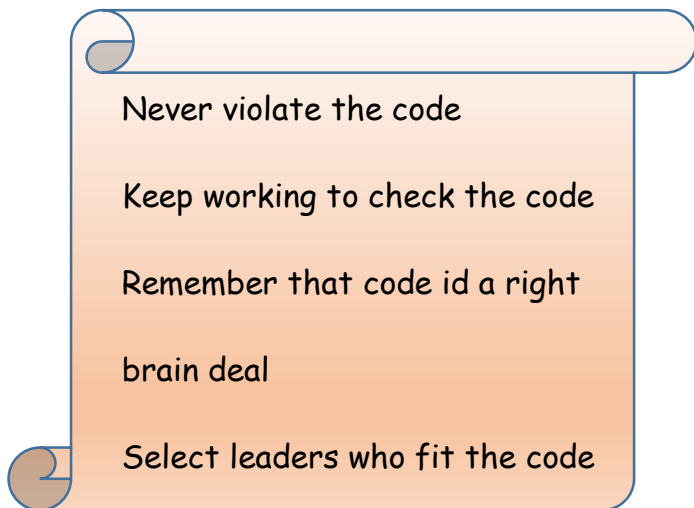 Never violate the code
Keep working to check the code
Remember that code id a right
brain deal
Select leaders who fit the code